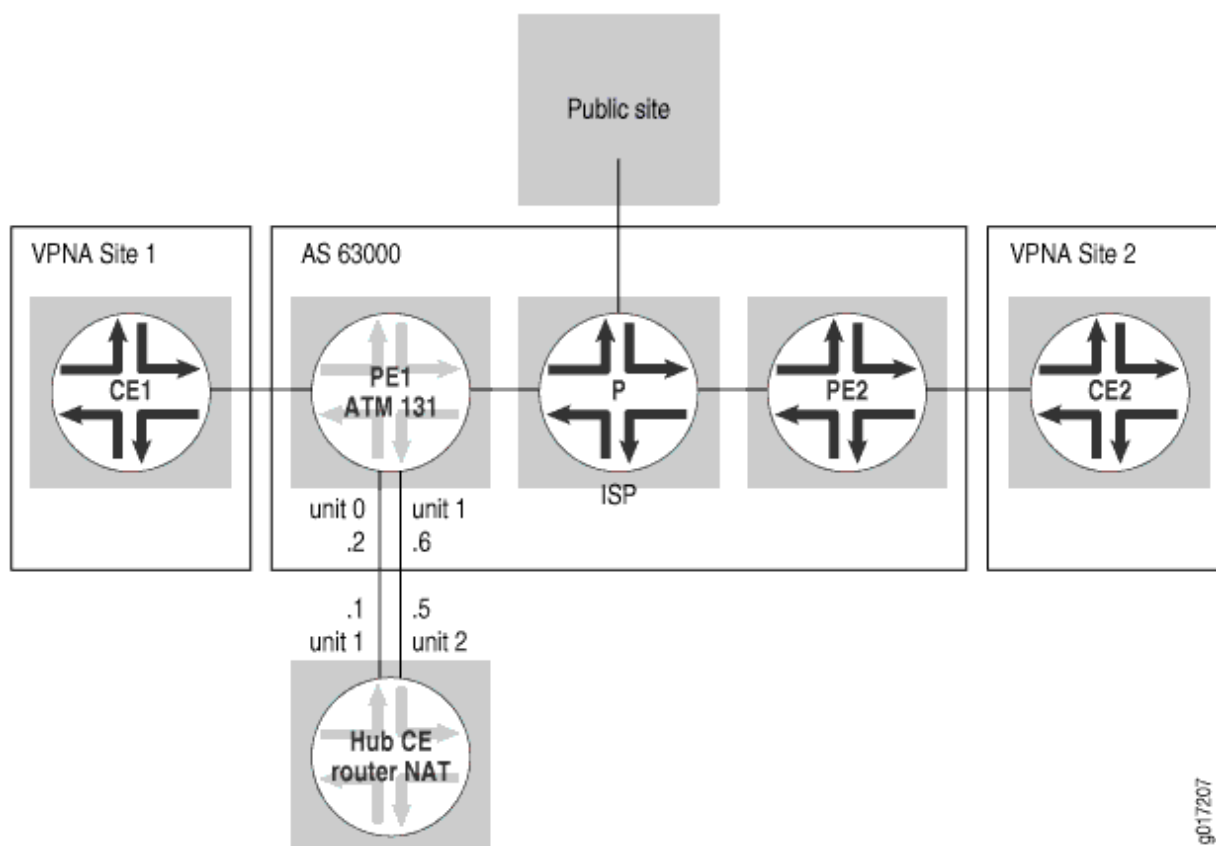 Public site
VPNA Site 1
AS 63000
VPNA Site 2
CE1
PE1
ATM 131
P
PE2
CE2
ISP
unit 0
unit 1
.2
.6
.1
.5
unit 1
unit 2
Hub CE
router NAT
g017207